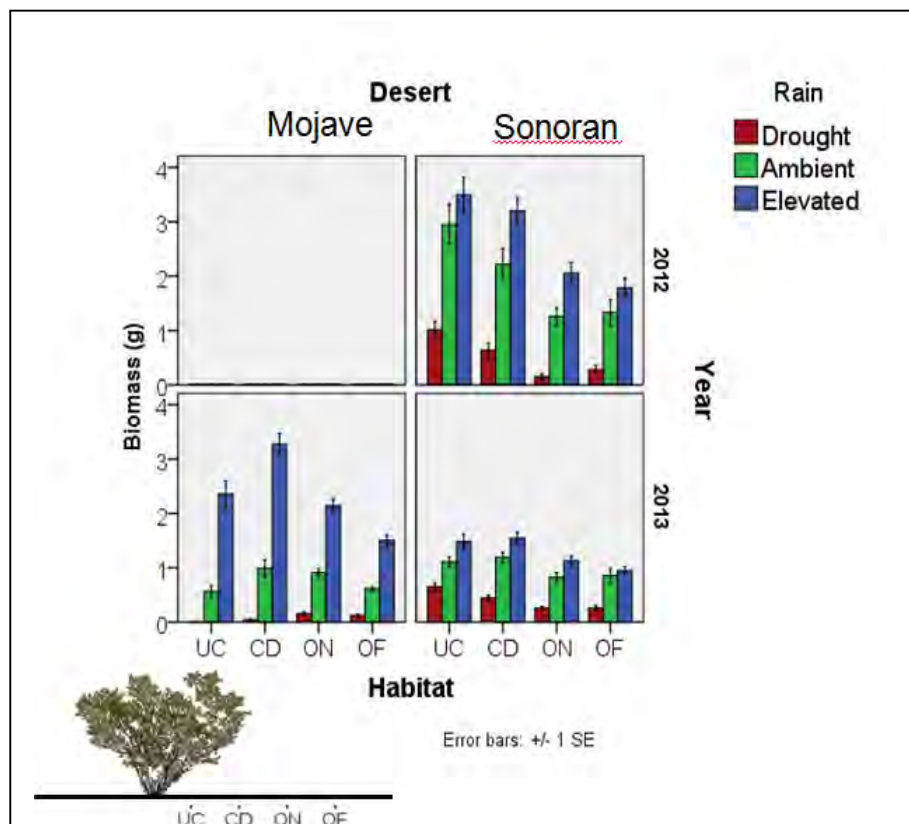 Desert
Mojave Sonoran
Rain
Drought
Ambient
Elevated
4
3
2
1
0
2012
4
3
2
1
0
2013
Biomass (g)
Year
UC CD ON OF UC CD ON OF
Habitat
Error bars: +/- 1 SE
UC CD ON OF